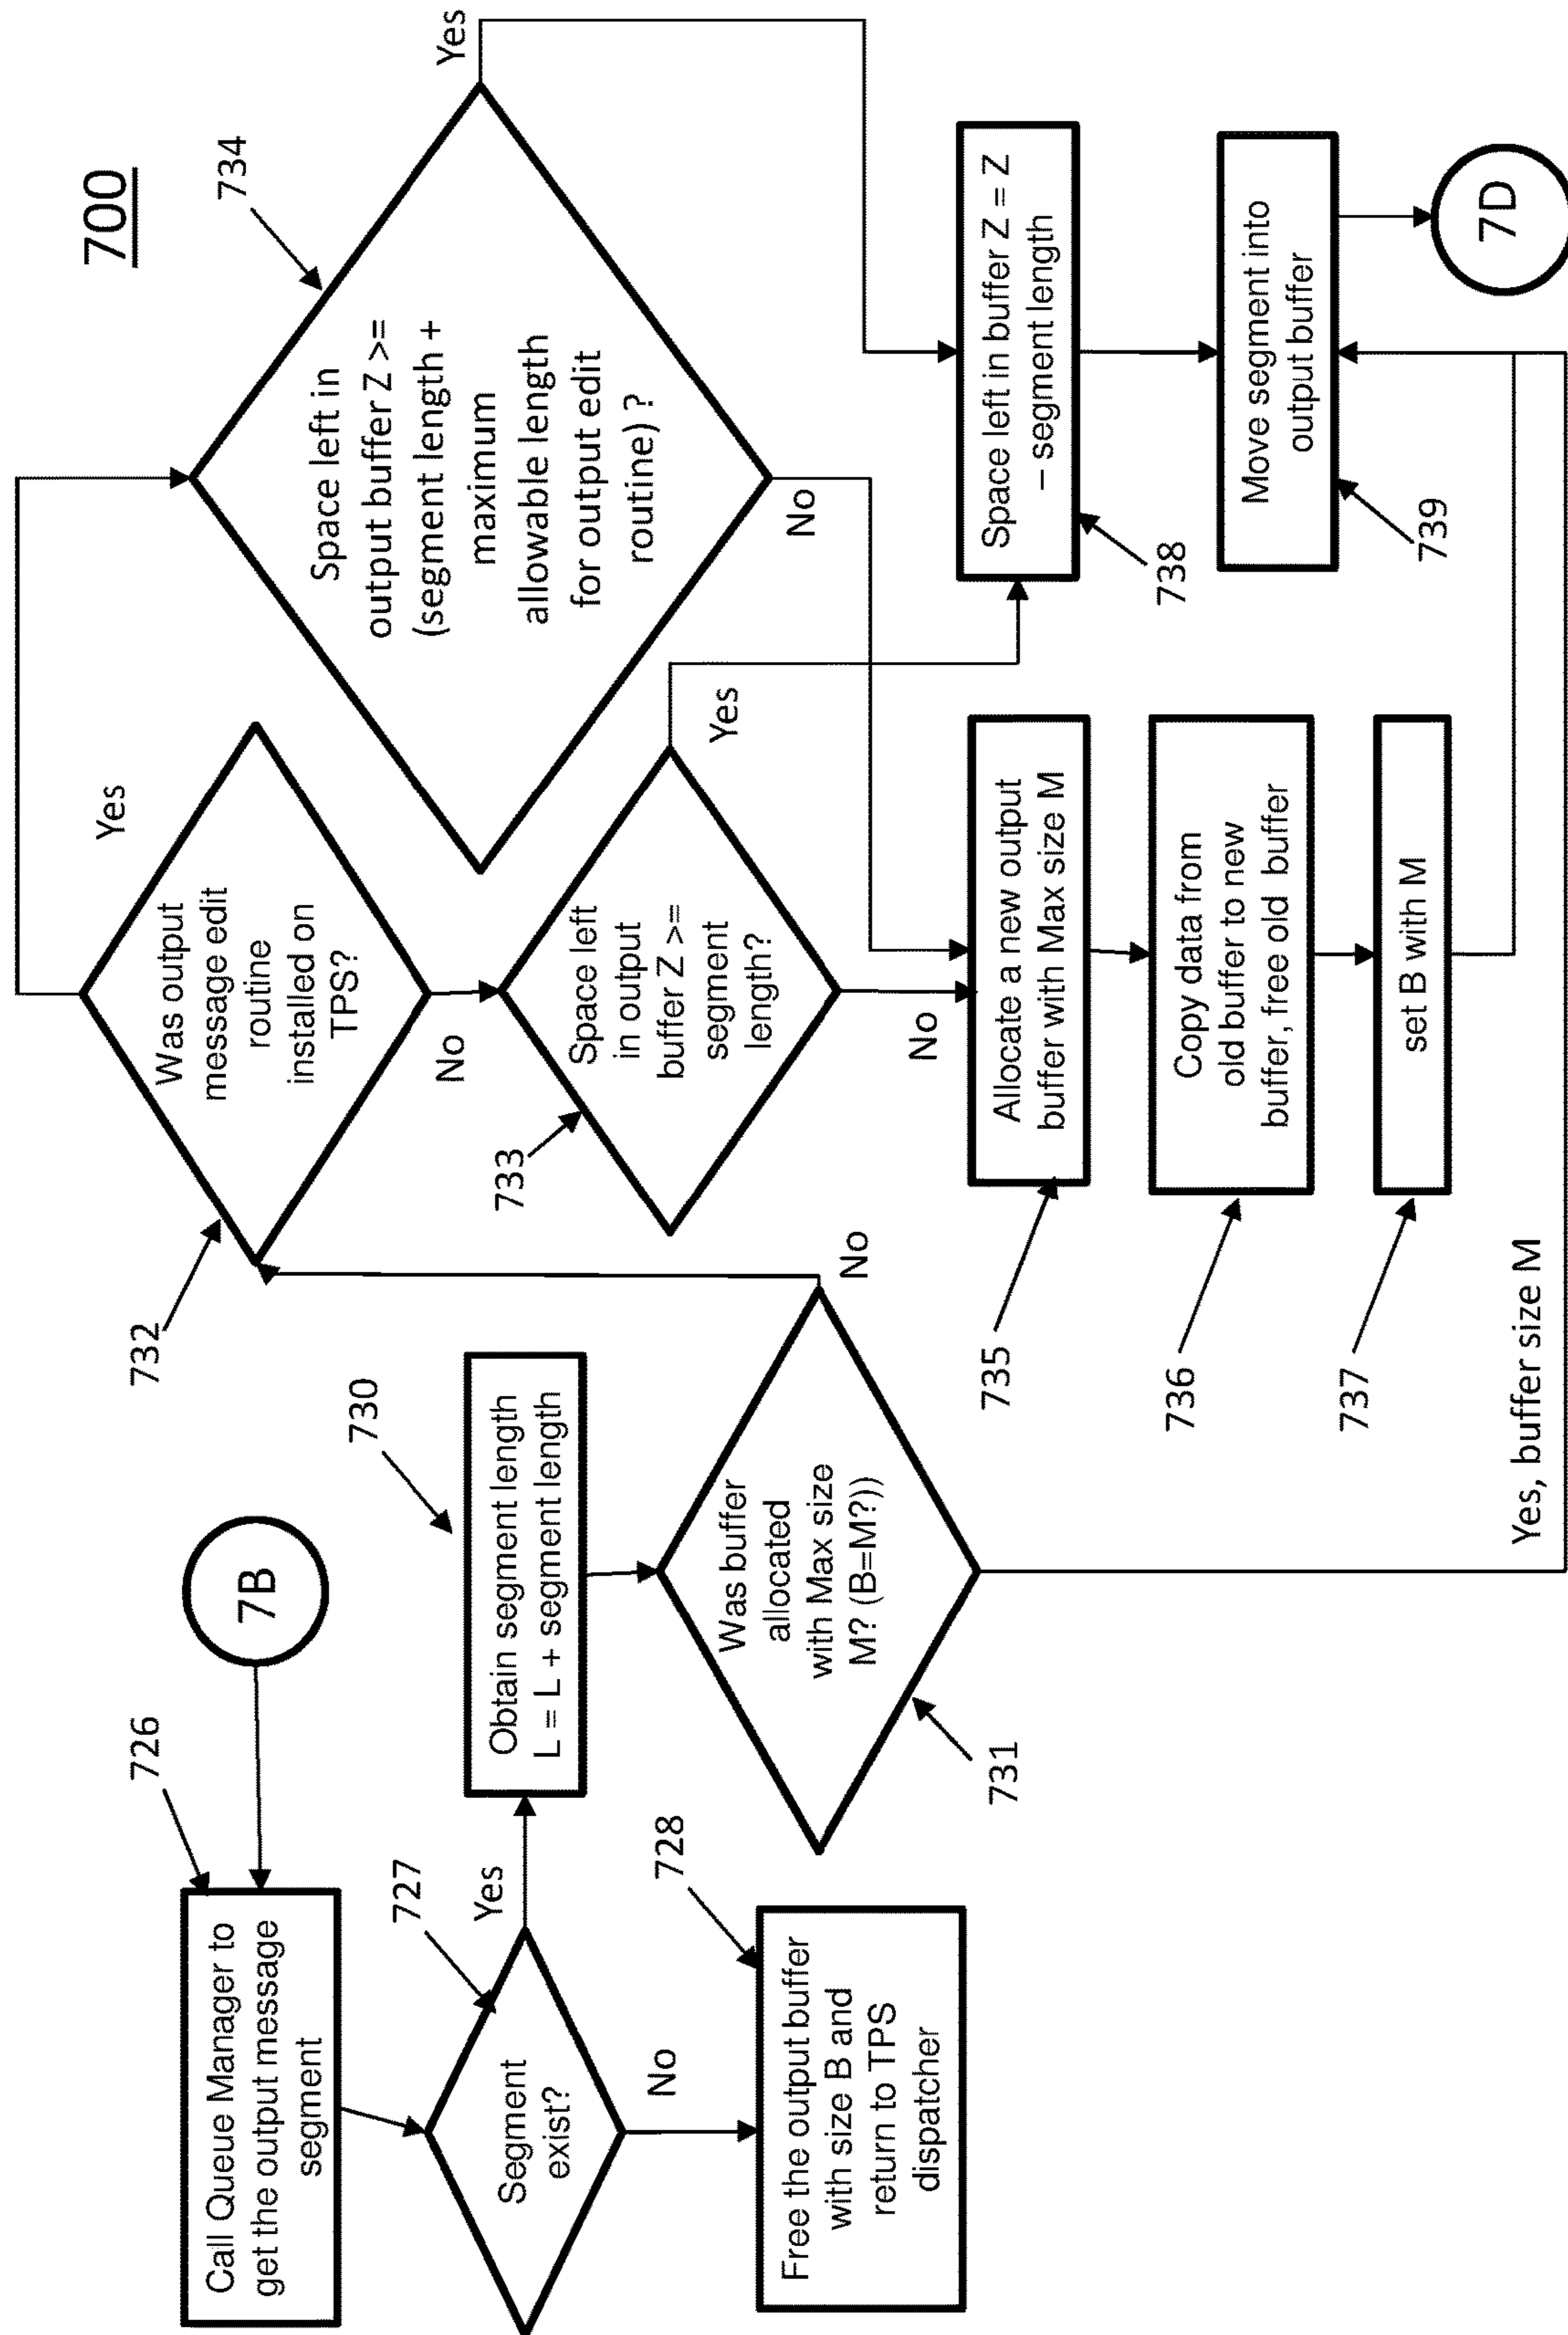 700
7B
726
Call Queue Manager to
get the output message
segment
727
Segment
exist?
Yes
No
728
Free the output buffer
with size B and
return to TPS
dispatcher
730
Obtain segment length
L = L + segment length
731
Was buffer
allocated
with Max size
M? (B=M?))
No
Yes, buffer size M
732
Was output
message edit
routine
installed on
TPS?
Yes
No
733
Space left
in output
buffer Z >=
segment
length?
Yes
No
734
Space left in
output buffer Z >=
(segment length +
maximum
allowable length
for output edit
routine) ?
Yes
No
735
Allocate a new output
buffer with Max size M
736
Copy data from
old buffer to new
buffer, free old buffer
737
set B with M
738
Space left in buffer Z = Z
– segment length
739
Move segment into
output buffer
7D